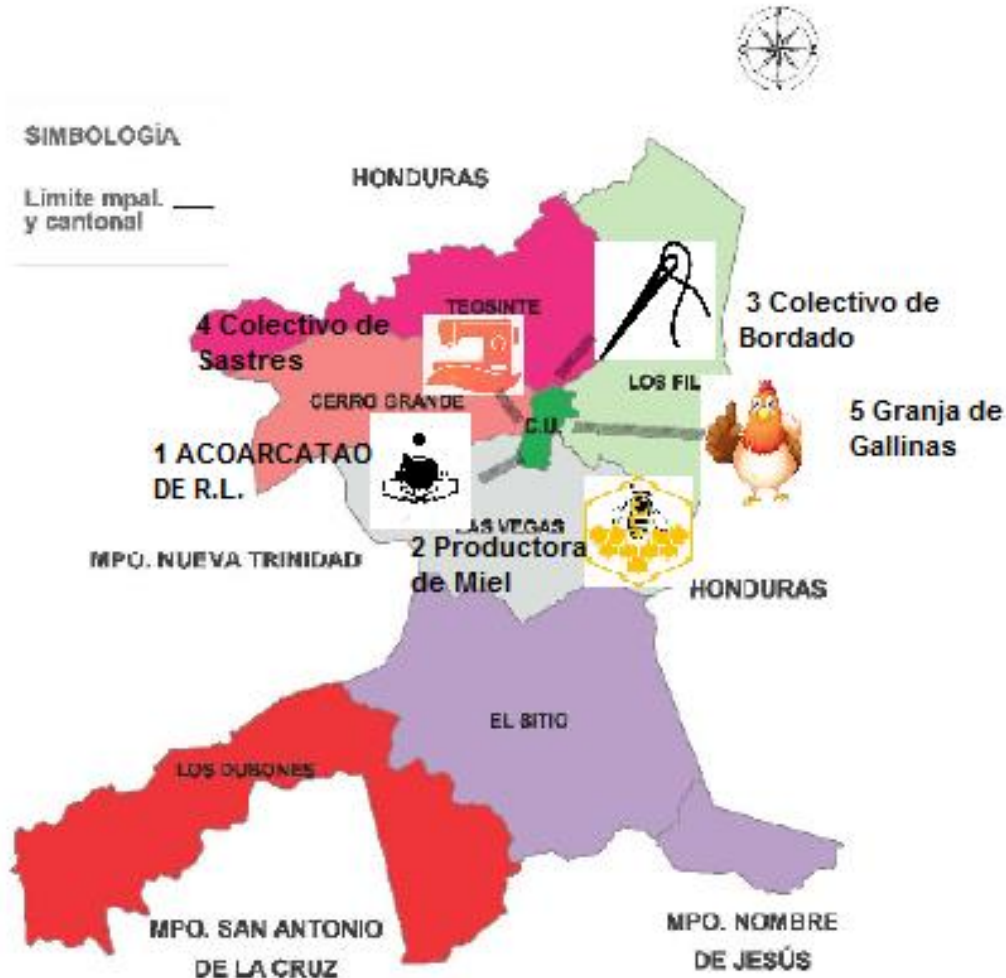 SIMBOLOGÍA
Límite mpal.
y cantonal
HONDURAS
TEOSINTE
3 Colectivo de
Bordado
4 Colectivo de
Sastres
LOS FIL
CERRO GRANDE
5 Granja de
Gallinas
C.U.
1 ACOARCATAO
DE R.L.
LAS VEGAS
2 Productora
de Miel
MPO. NUEVA TRINIDAD
HONDURAS
EL SITIO
LOS DUBONES
MPO. SAN ANTONIO
DE LA CRUZ
MPO. NOMBRE
DE JESÚS